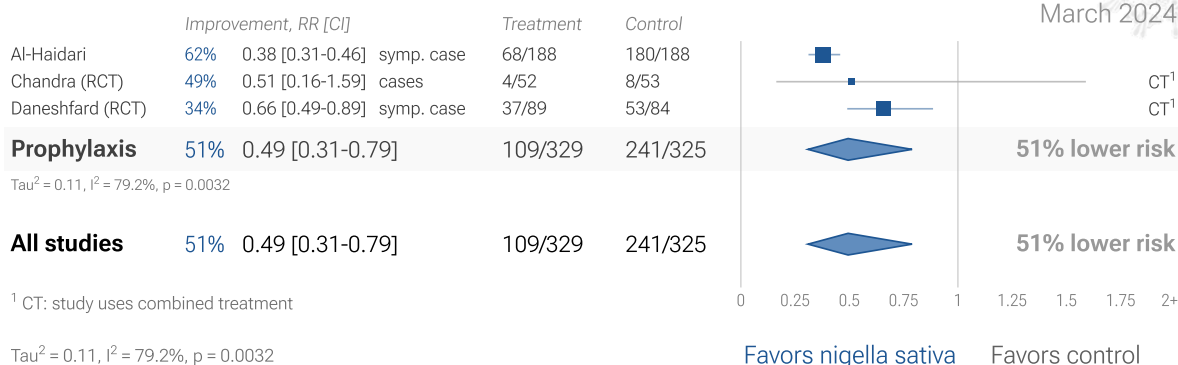 March 2024
Improvement, RR [CI] Treatment Control
Al-Haidari 62% 0.38 [0.31-0.46] symp. case 68/188 180/188
Chandra (RCT) 49% 0.51 [0.16-1.59] cases 4/52 8/53 CT¹
Daneshfard (RCT) 34% 0.66 [0.49-0.89] symp. case 37/89 53/84 CT¹
Prophylaxis 51% 0.49 [0.31-0.79] 109/329 241/325 51% lower risk
Tau² = 0.11, I² = 79.2%, p = 0.0032
All studies 51% 0.49 [0.31-0.79] 109/329 241/325 51% lower risk
0 0.25 0.5 0.75 1 1.25 1.5 1.75 2+
¹ CT: study uses combined treatment
Tau² = 0.11, I² = 79.2%, p = 0.0032 Favors nigella sativa Favors control